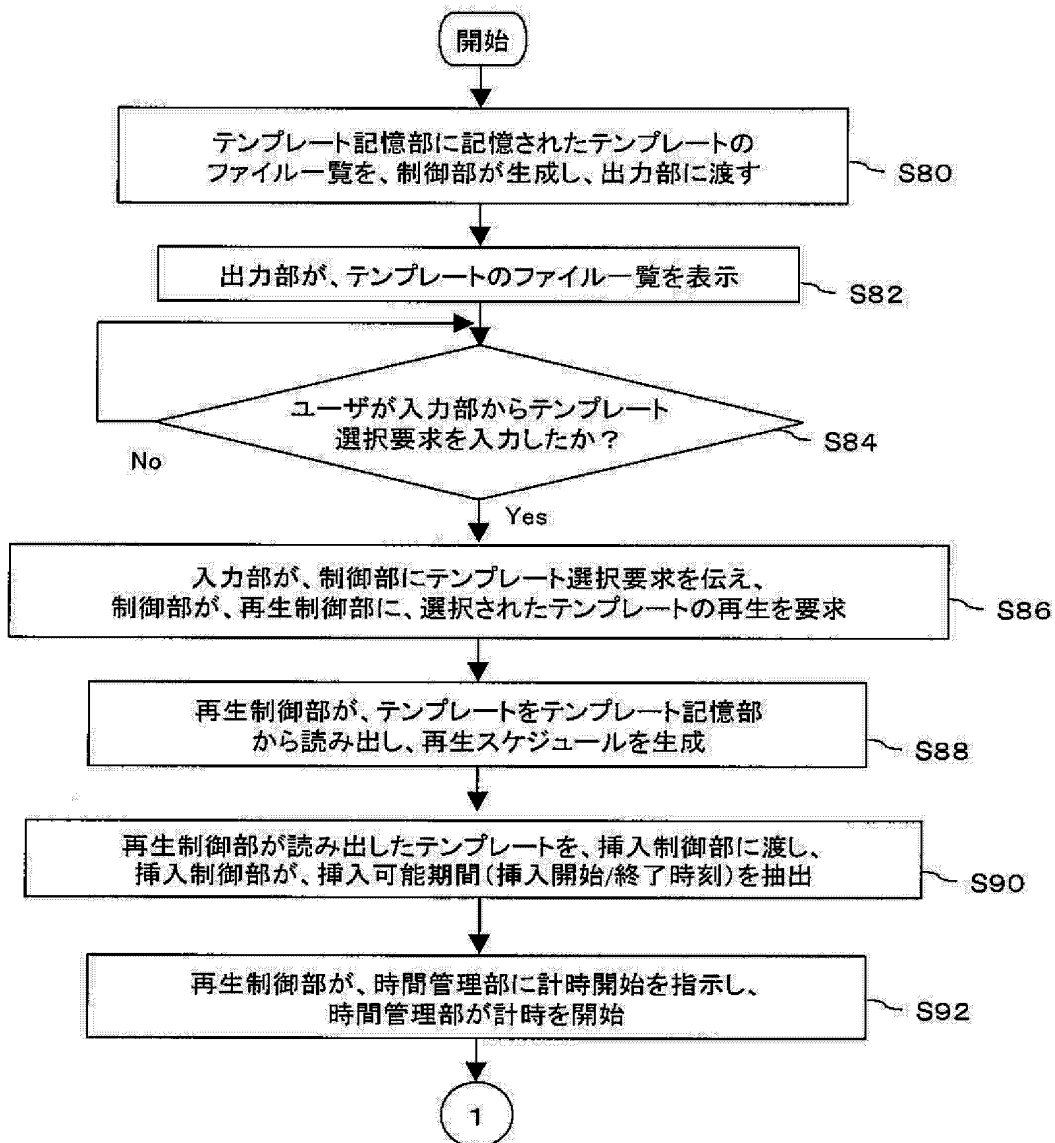 開始
テンプレート記憶部に記憶されたテンプレートの
ファイル一覧を、制御部が生成し、出力部に渡す
S80
出力部が、テンプレートのファイル一覧を表示
S82
ユーザが入力部からテンプレート
選択要求を入力したか？
S84
No
Yes
入力部が、制御部にテンプレート選択要求を伝え、
制御部が、再生制御部に、選択されたテンプレートの再生を要求
S86
再生制御部が、テンプレートをテンプレート記憶部
から読み出し、再生スケジュールを生成
S88
再生制御部が読み出したテンプレートを、挿入制御部に渡し、
挿入制御部が、挿入可能期間（挿入開始/終了時刻）を抽出
S90
再生制御部が、時間管理部に計時開始を指示し、
時間管理部が計時を開始
S92
1